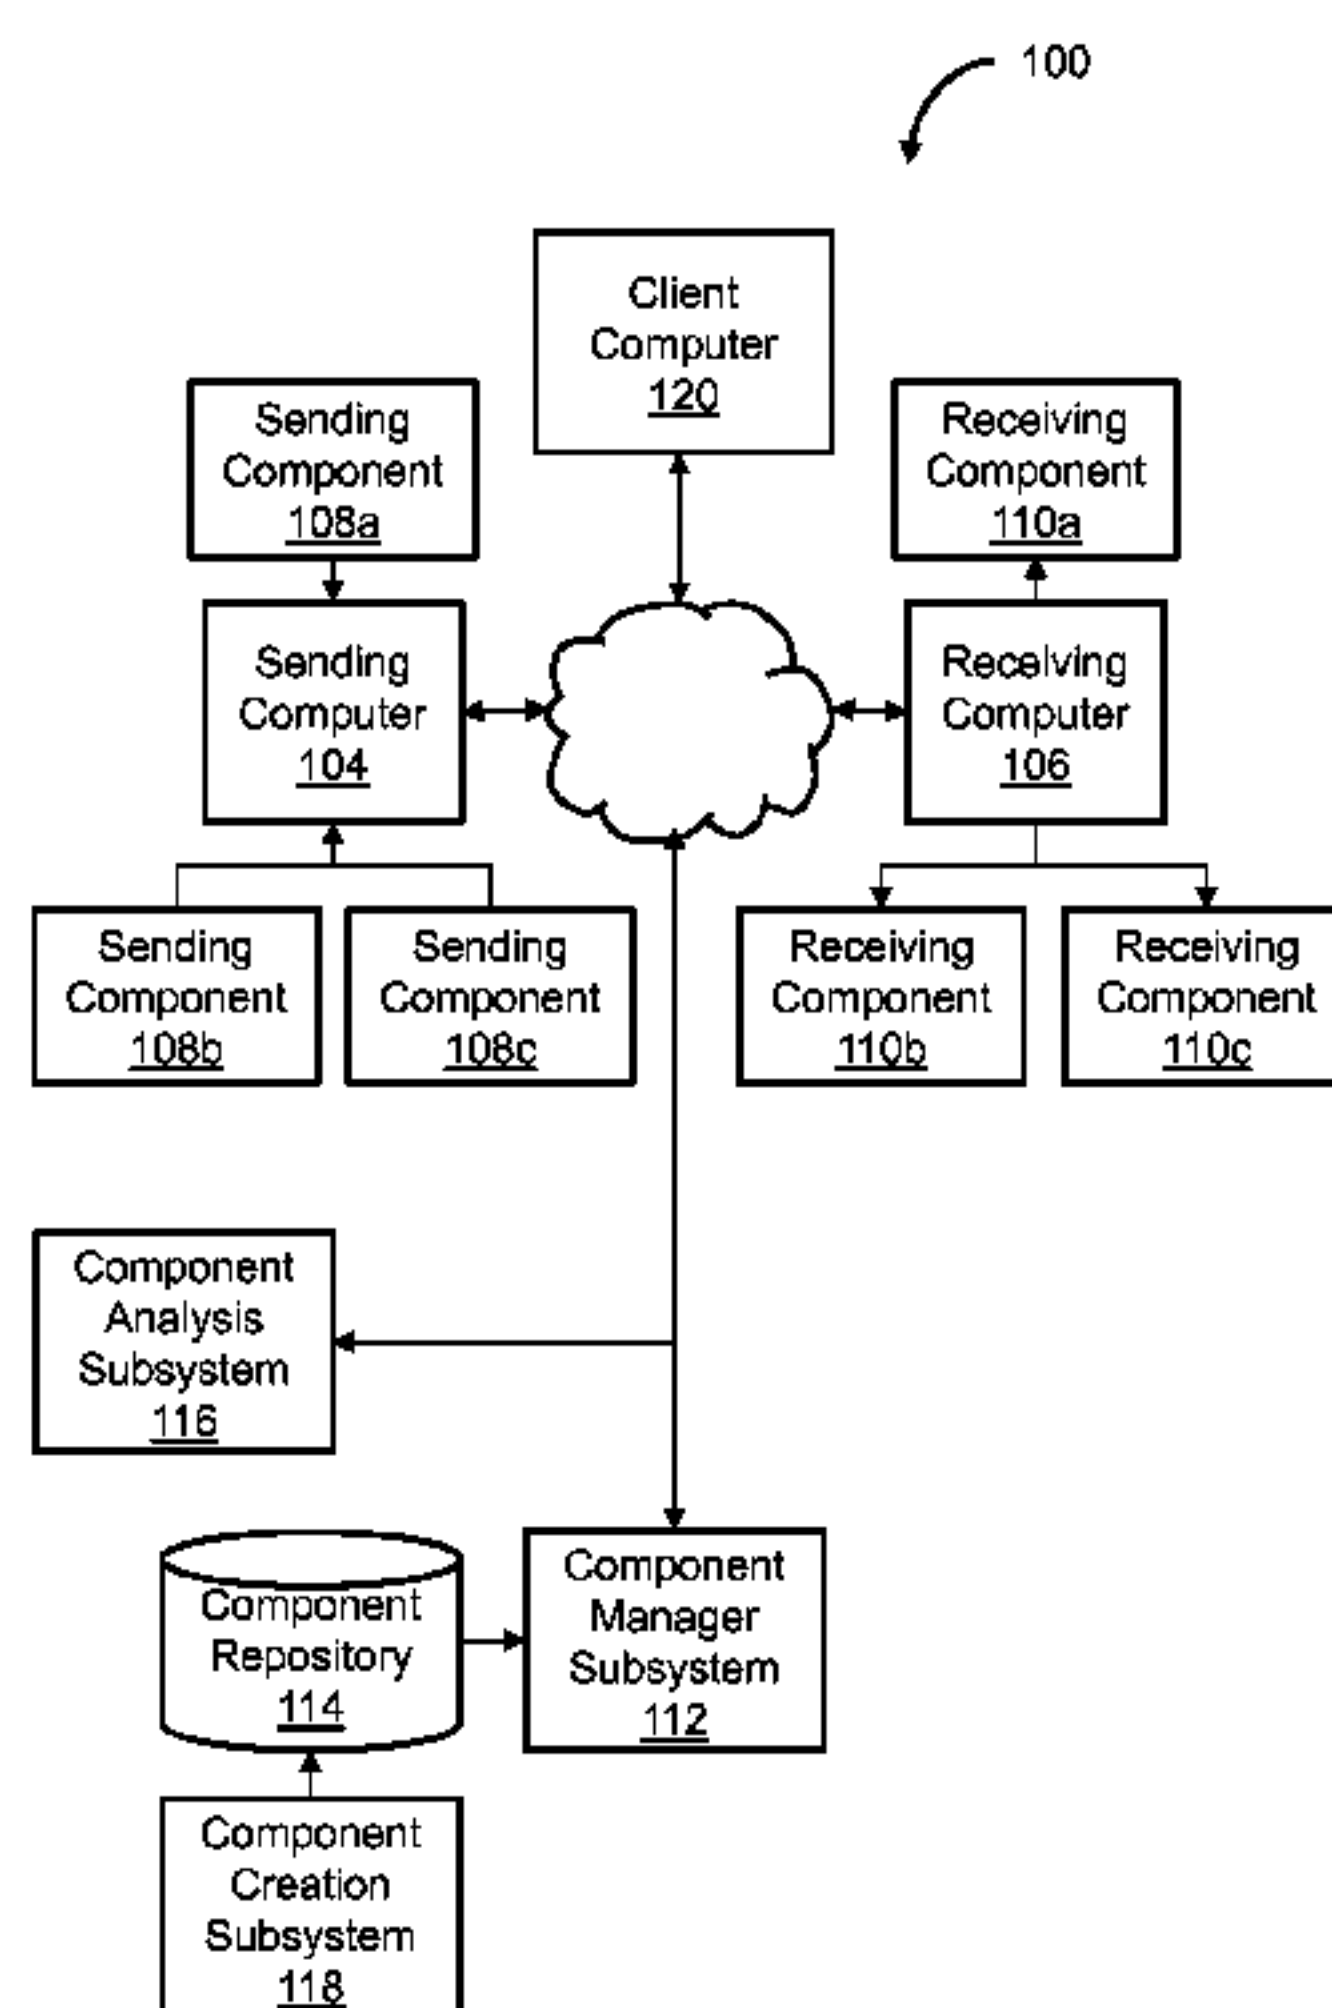 100
Client
Computer
120
Sending
Component
108a
Receiving
Component
110a
Sending
Computer
104
Receiving
Computer
106
Sending
Component
108b
Sending
Component
108c
Receiving
Component
110b
Receiving
Component
110c
Component
Analysis
Subsystem
116
Component
Repository
114
Component
Manager
Subsystem
112
Component
Creation
Subsystem
118